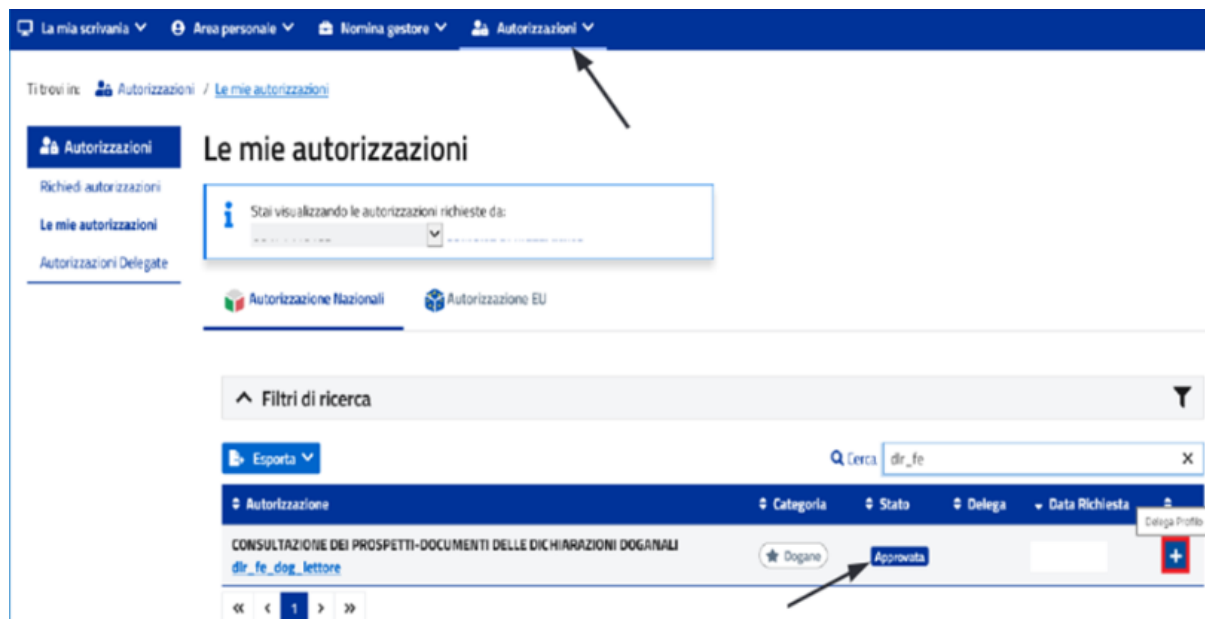 La mia scrivania Area personale Nomina gestore Autorizzazioni
Ti trovi in: Autorizzazioni / Le mie autorizzazioni
Autorizzazioni
Richiedi autorizzazioni
Le mie autorizzazioni
Autorizzazioni Delegate
Le mie autorizzazioni
Stai visualizzando le autorizzazioni richieste da:
Autorizzazione Nazionali Autorizzazione EU
Filtri di ricerca
Esporta Cerca dlr_fe X
Autorizzazione Categoria Stato Delega Data Richiesta
Delega Profilo
CONSULTAZIONE DEI PROSPETTI-DOCUMENTI DELLE DICHIARAZIONI DOGANALI
dlr_fe_dog_lettore Dogane Approvata +
« ‹ 1 › »